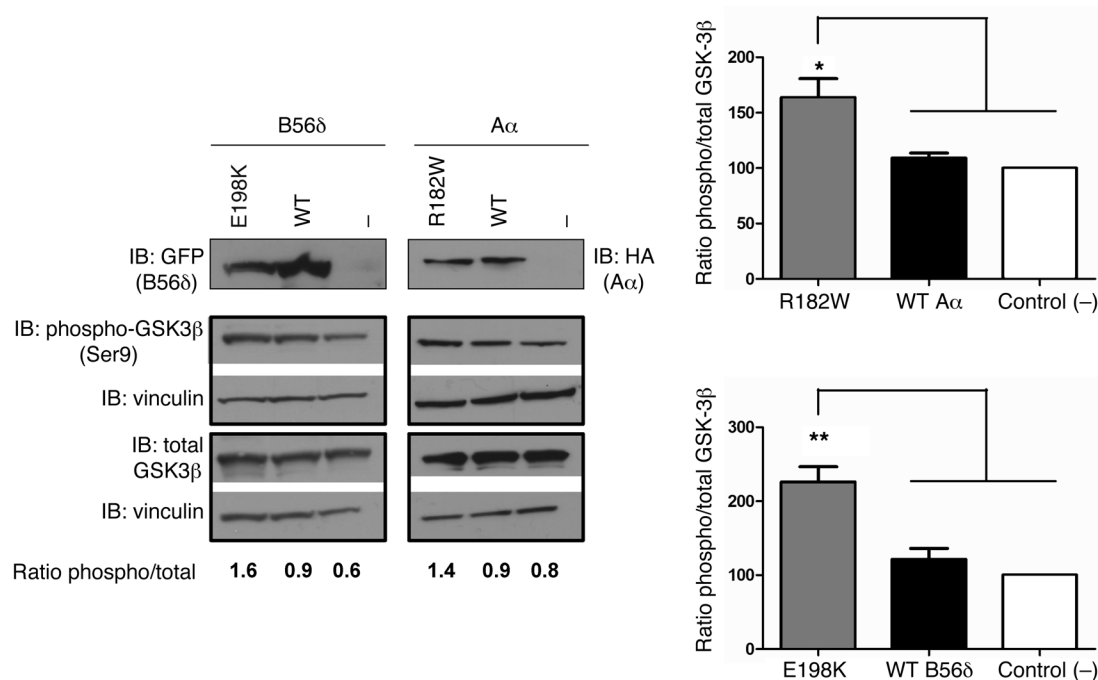 B56δ
Aα
E198K
WT
–
R182W
WT
–
IB: GFP
(B56δ)
IB: HA
(Aα)
IB: phospho-GSK3β
(Ser9)
IB: vinculin
IB: total
GSK3β
IB: vinculin
Ratio phospho/total 1.6 0.9 0.6 1.4 0.9 0.8
Ratio phospho/total GSK-3β
200
150
100
50
0
*
R182W WT Aα Control (–)
Ratio phospho/total GSK-3β
300
200
100
0
**
E198K WT B56δ Control (–)